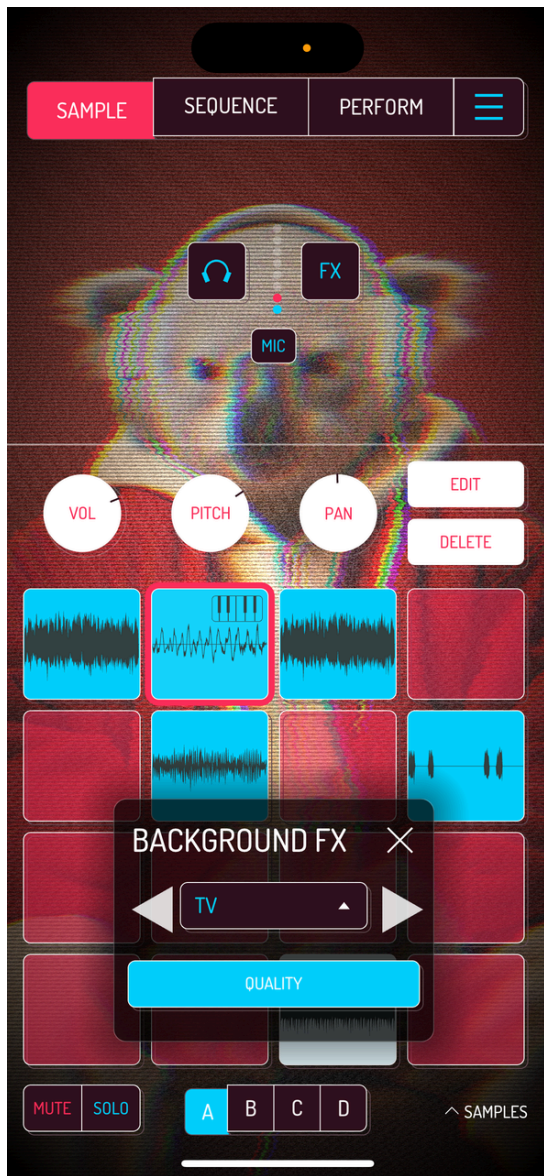 SAMPLE
SEQUENCE
PERFORM
FX
MIC
VOL
PITCH
PAN
EDIT
DELETE
BACKGROUND FX
TV
QUALITY
MUTE
SOLO
A
B
C
D
SAMPLES